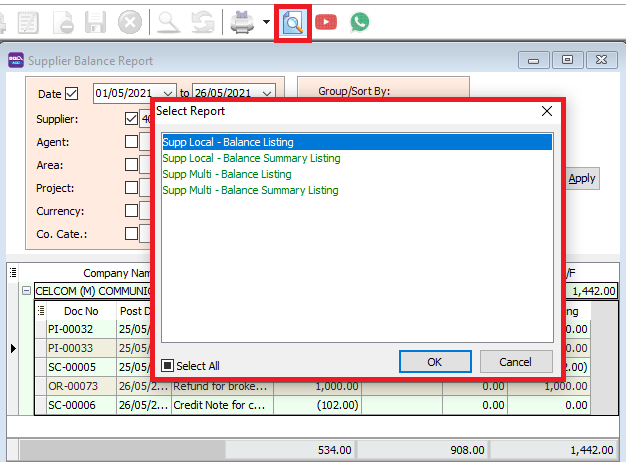 Supplier Balance Report
Date 01/05/2021 to 26/05/2021
Group/Sort By:
Supplier: 40
Agent:
Area:
Project:
Currency:
Co. Cate.:
Apply
Select Report
Supp Local - Balance Listing
Supp Local - Balance Summary Listing
Supp Multi - Balance Listing
Supp Multi - Balance Summary Listing
Select All
OK
Cancel
Company Nam /F
CELCOM (M) COMMUNIC 1,442.00
Doc No Post D ng
PI-00032 25/05/ 0.00
PI-00033 25/05/ 0.00
SC-00005 25/05/ 2.00)
OR-00073 26/05/2... Refund for broke... 1,000.00 0.00 1,000.00
SC-00006 26/05/2... Credit Note for c... (102.00) 0.00 0.00
534.00 908.00 1,442.00